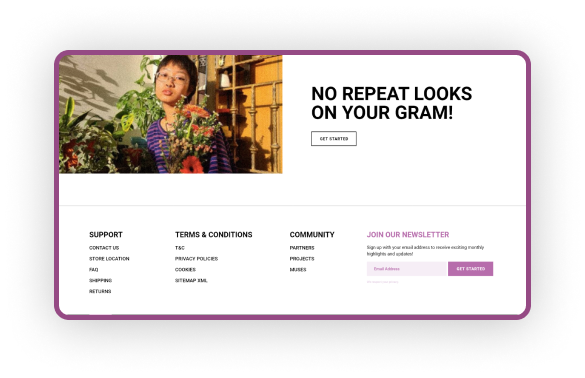 NO REPEAT LOOKS
ON YOUR GRAM!
GET STARTED
SUPPORT
CONTACT US
STORE LOCATION
FAQ
SHIPPING
RETURNS
TERMS & CONDITIONS
T&C
PRIVACY POLICIES
COOKIES
SITEMAP XML
COMMUNITY
PARTNERS
PROJECTS
MUSES
JOIN OUR NEWSLETTER
Sign up with your email address to receive exciting monthly
highlights and updates!
Email Address
GET STARTED